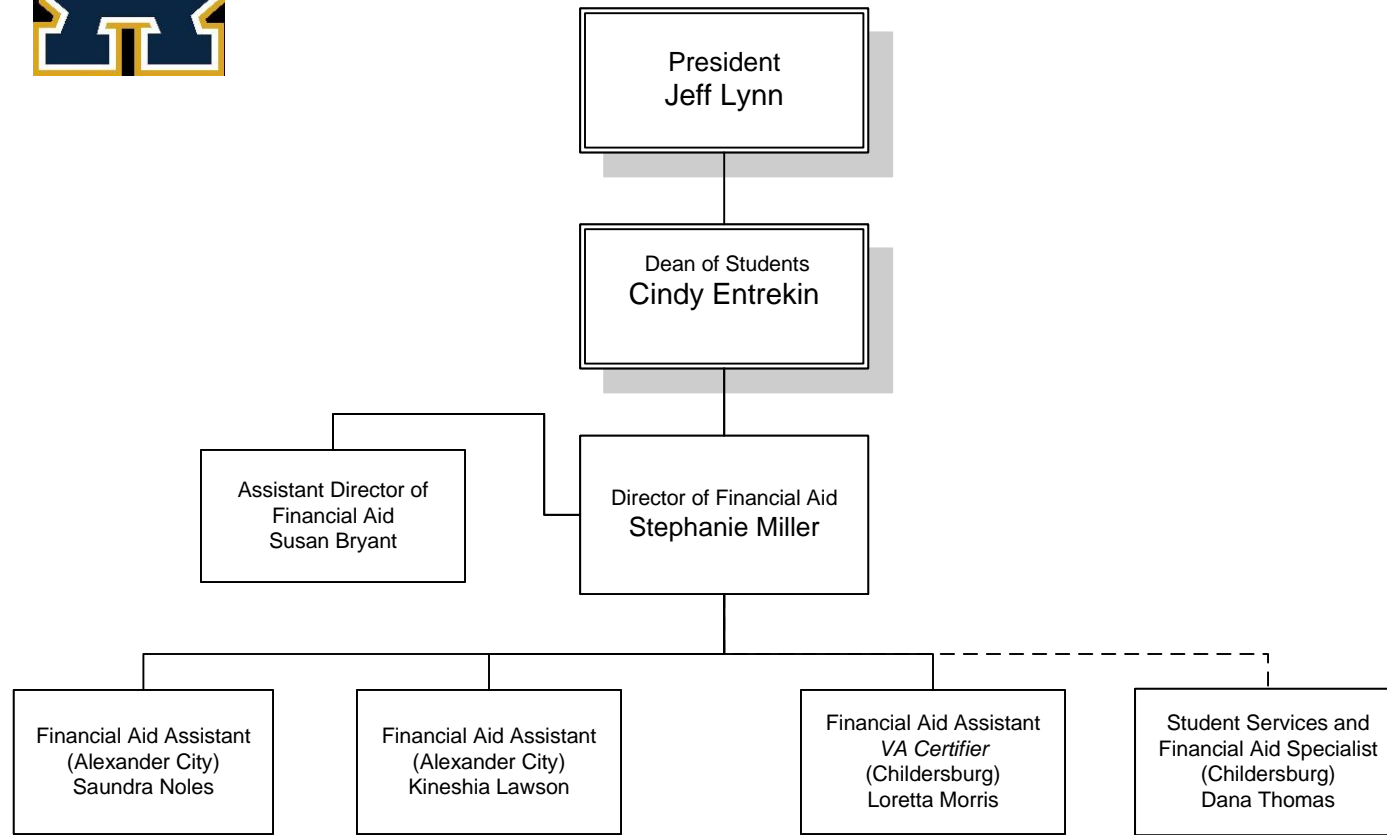 President
Jeff Lynn
Dean of Students
Cindy Entrekin
Assistant Director of
Financial Aid
Susan Bryant
Director of Financial Aid
Stephanie Miller
Financial Aid Assistant
(Alexander City)
Saundra Noles
Financial Aid Assistant
(Alexander City)
Kineshia Lawson
Financial Aid Assistant
VA Certifier
(Childersburg)
Loretta Morris
Student Services and
Financial Aid Specialist
(Childersburg)
Dana Thomas